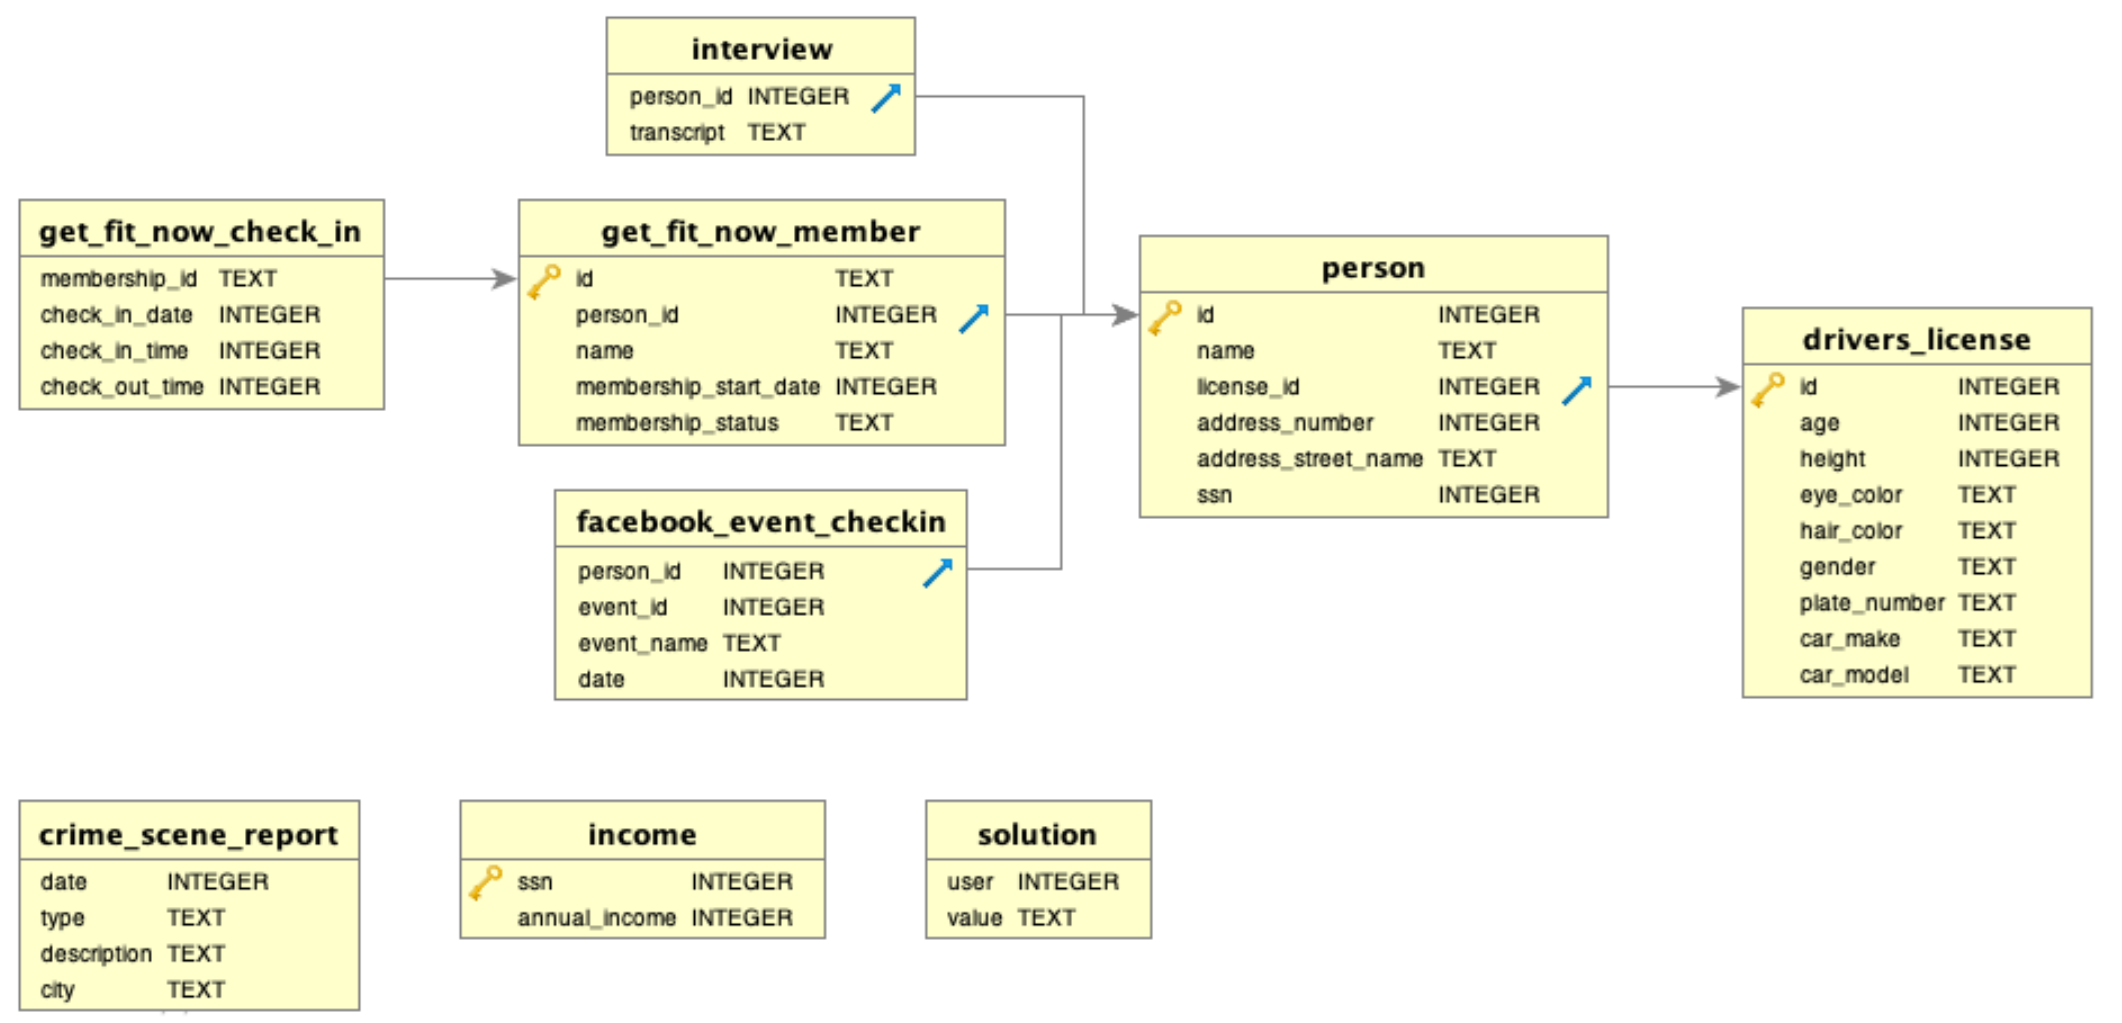 interview
person_id INTEGER
transcript TEXT
get_fit_now_check_in
membership_id TEXT
check_in_date INTEGER
check_in_time INTEGER
check_out_time INTEGER
get_fit_now_member
id TEXT
person_id INTEGER
name TEXT
membership_start_date INTEGER
membership_status TEXT
person
id INTEGER
name TEXT
license_id INTEGER
address_number INTEGER
address_street_name TEXT
ssn INTEGER
drivers_license
id INTEGER
age INTEGER
height INTEGER
eye_color TEXT
hair_color TEXT
gender TEXT
plate_number TEXT
car_make TEXT
car_model TEXT
facebook_event_checkin
person_id INTEGER
event_id INTEGER
event_name TEXT
date INTEGER
crime_scene_report
date INTEGER
type TEXT
description TEXT
city TEXT
income
ssn INTEGER
annual_income INTEGER
solution
user INTEGER
value TEXT